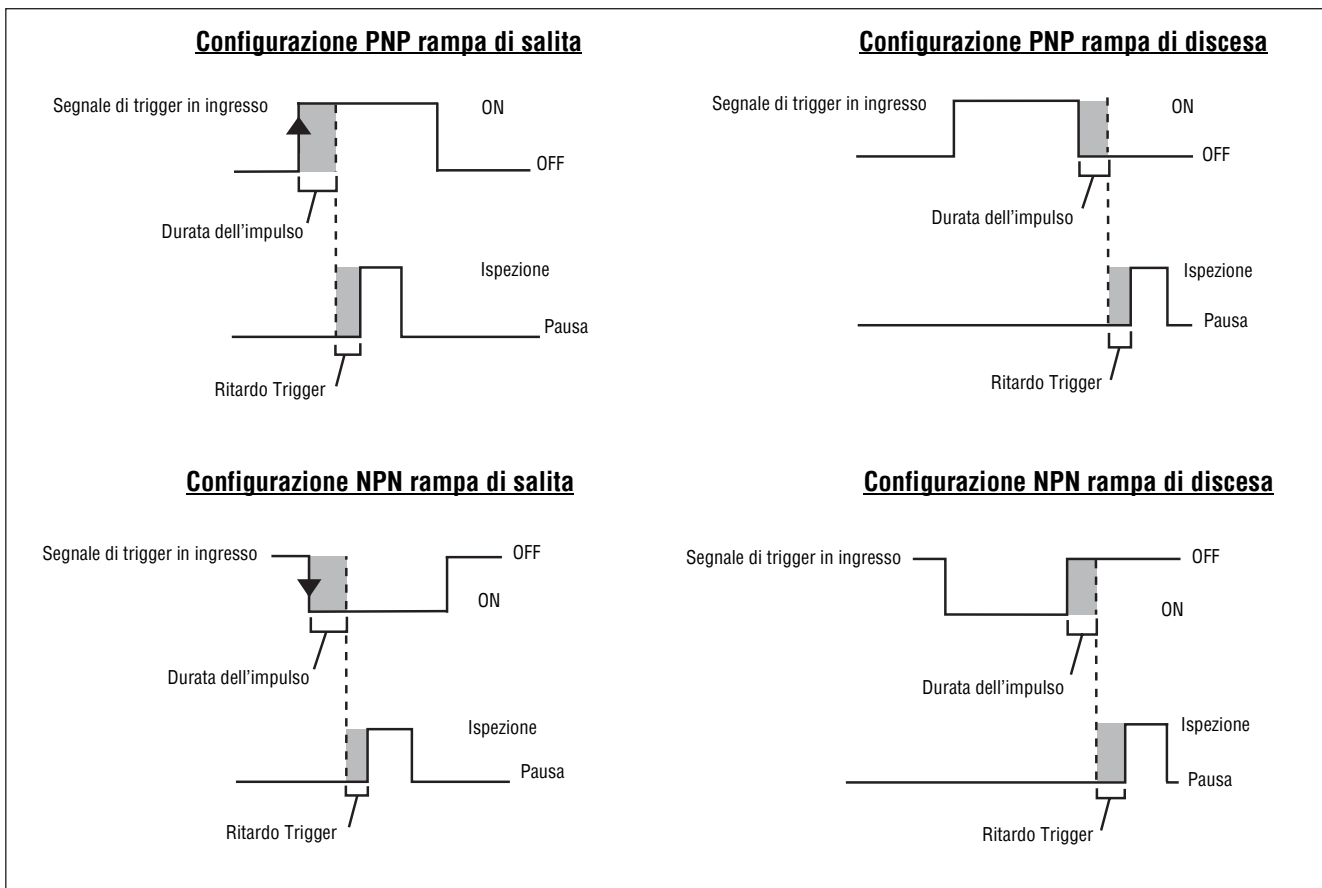 Configurazione PNP rampa di salita
Segnale di trigger in ingresso
ON
OFF
Durata dell'impulso
Ispezione
Pausa
Ritardo Trigger
Configurazione PNP rampa di discesa
Segnale di trigger in ingresso
ON
OFF
Durata dell'impulso
Ispezione
Pausa
Ritardo Trigger
Configurazione NPN rampa di salita
Segnale di trigger in ingresso
OFF
ON
Durata dell'impulso
Ispezione
Pausa
Ritardo Trigger
Configurazione NPN rampa di discesa
Segnale di trigger in ingresso
OFF
ON
Durata dell'impulso
Ispezione
Pausa
Ritardo Trigger